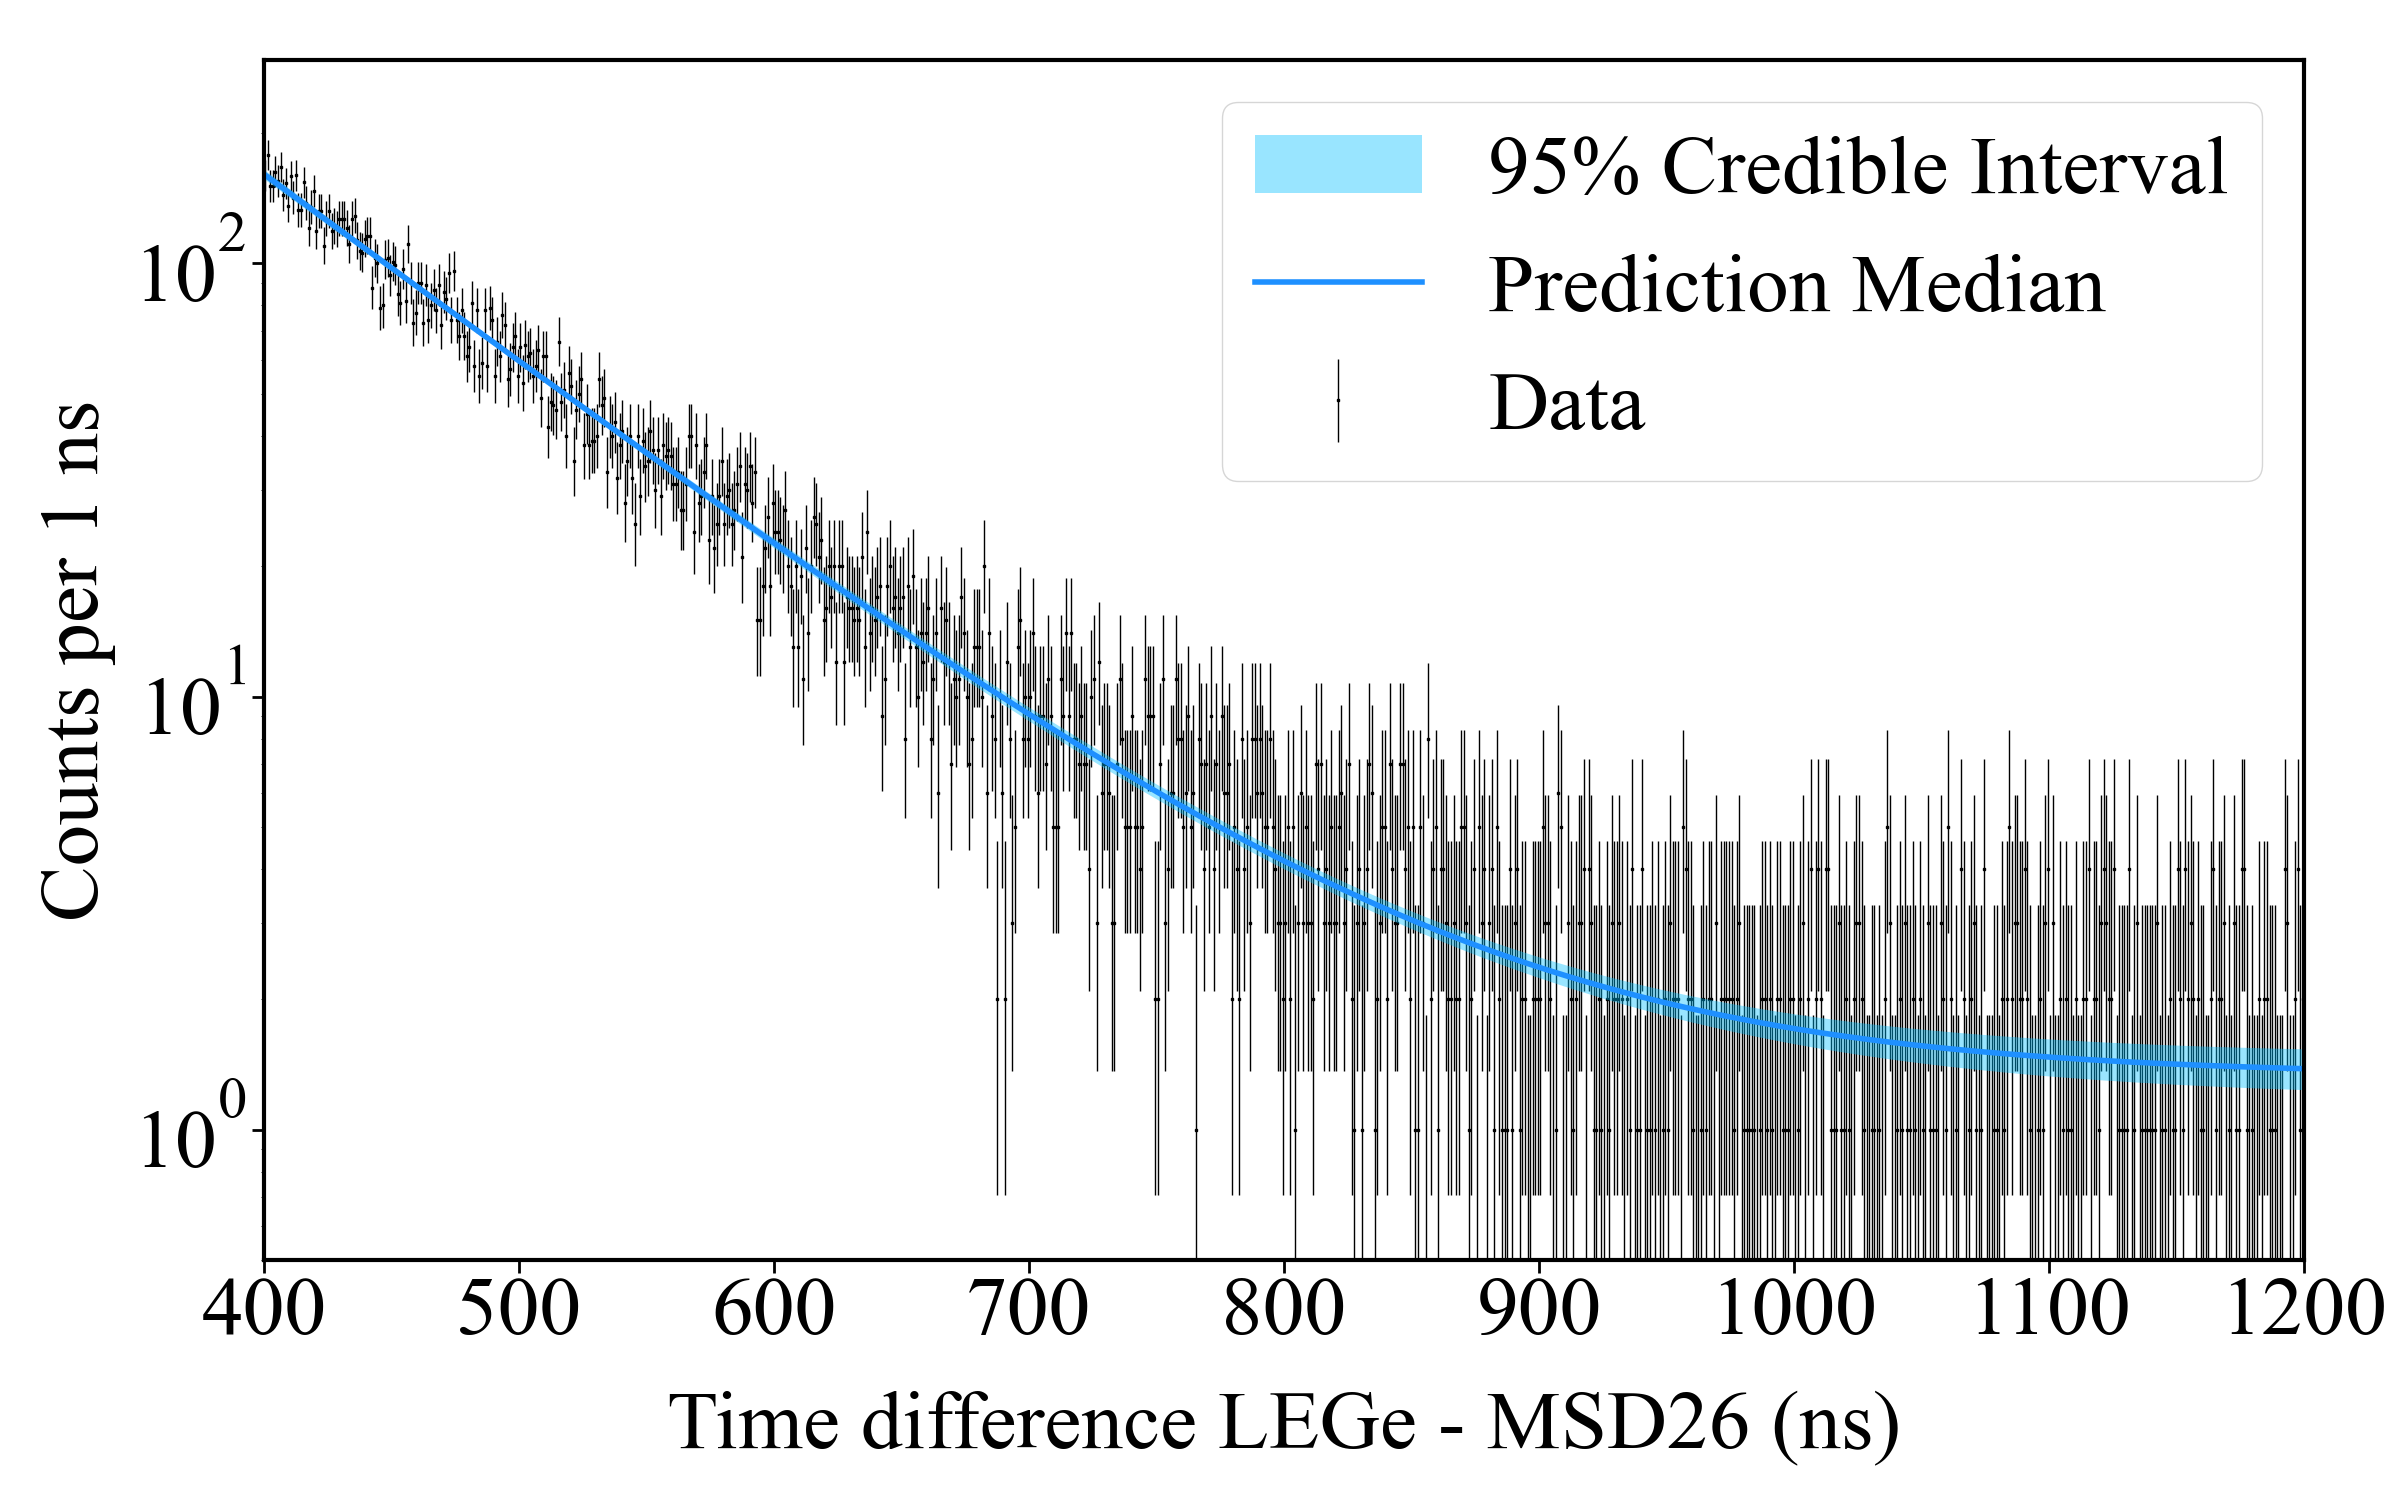 95% Credible Interval
Prediction Median
Data
Counts per 1 ns
10^2
10^1
10^0
400 500 600 700 800 900 1000 1100 1200
Time difference LEGe - MSD26 (ns)